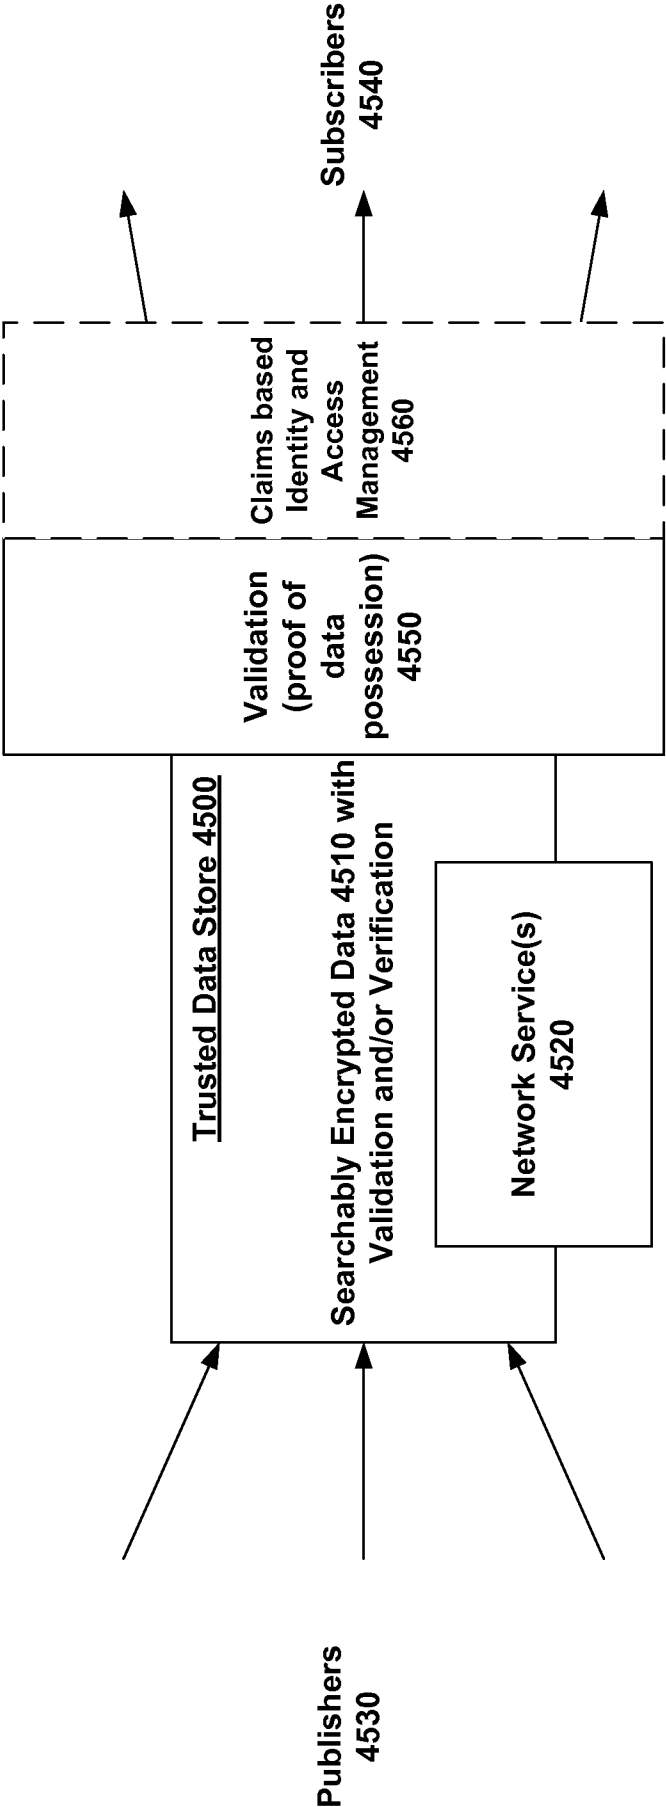 Publishers
4530
Trusted Data Store 4500
Searchably Encrypted Data 4510 with
Validation and/or Verification
Network Service(s)
4520
Validation
(proof of
data
possession)
4550
Claims based
Identity and
Access
Management
4560
Subscribers
4540